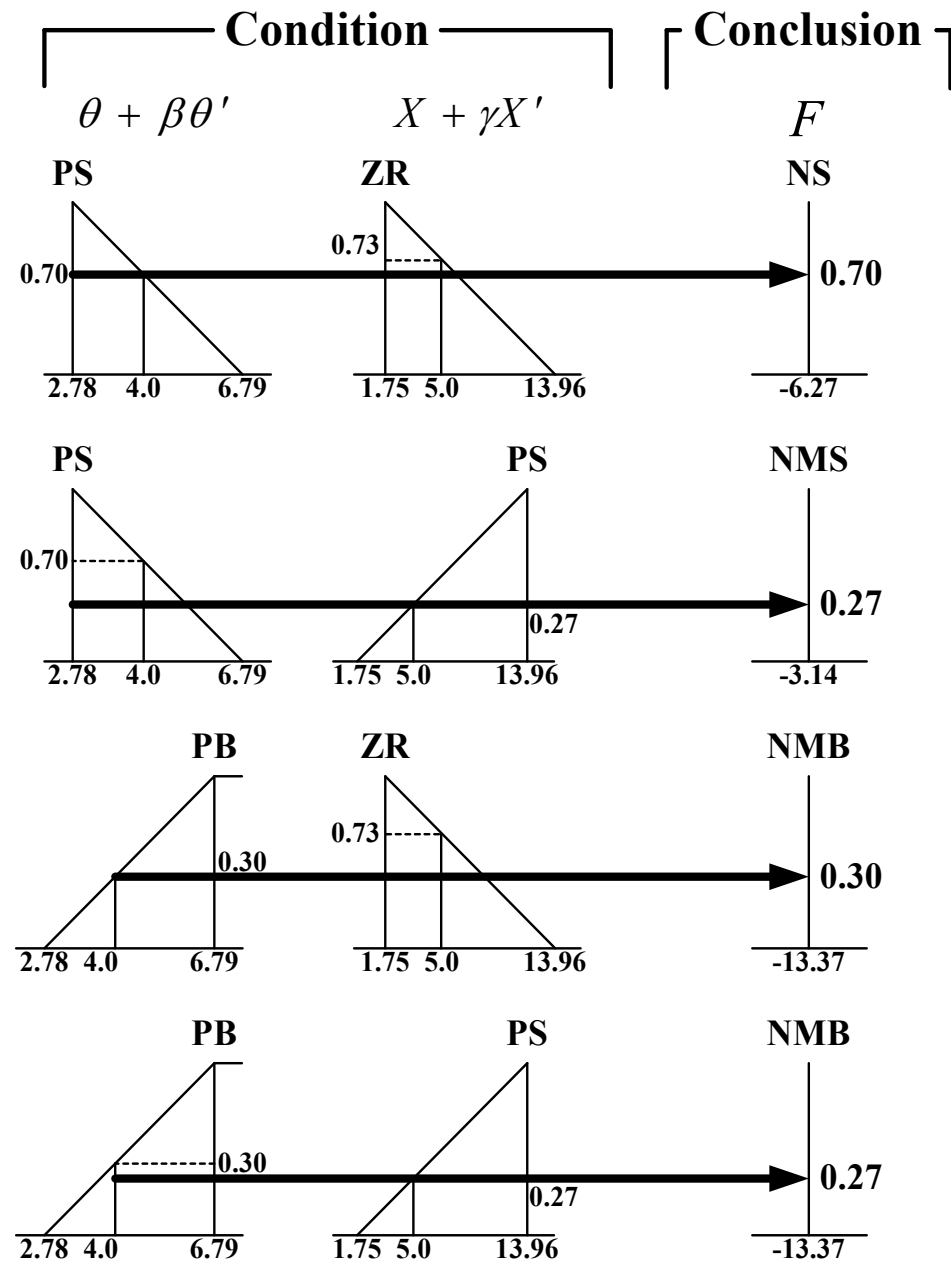 Condition Conclusion
θ + βθ′ X + γX′ F
PS ZR NS
0.73
0.70 0.70
2.78 4.0 6.79 1.75 5.0 13.96 -6.27
PS PS NMS
0.70
0.27
0.27
2.78 4.0 6.79 1.75 5.0 13.96 -3.14
PB ZR NMB
0.73
0.30 0.30
2.78 4.0 6.79 1.75 5.0 13.96 -13.37
PB PS NMB
0.30
0.27 0.27
2.78 4.0 6.79 1.75 5.0 13.96 -13.37